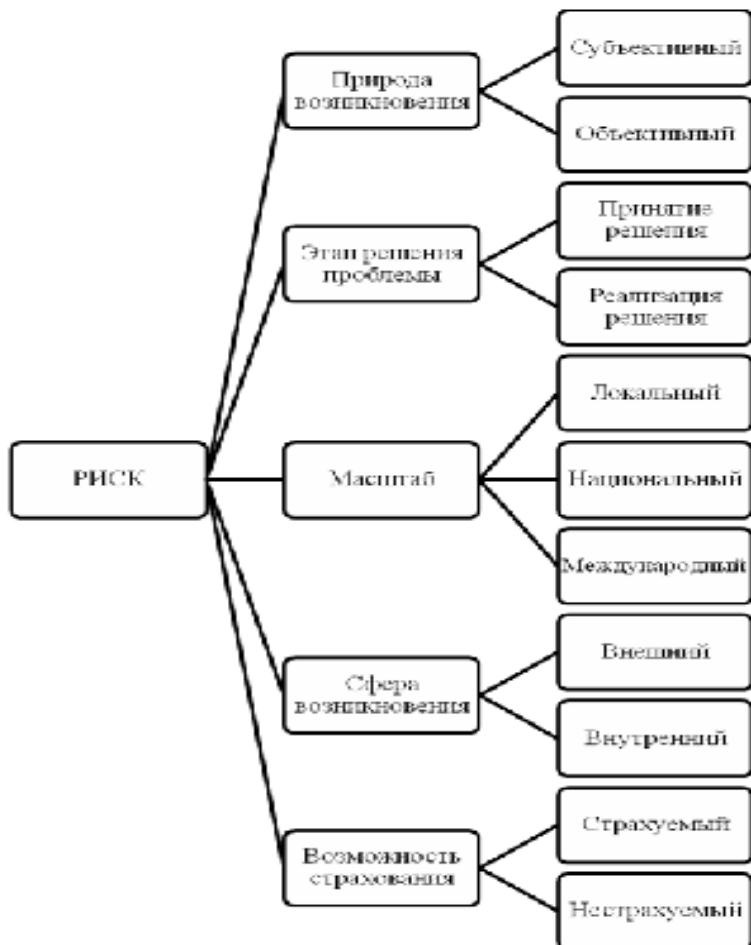 РИСК
Природа
возникновения
Субъективный
Объективный
Этап решения
проблемы
Принятие
решения
Реализация
решения
Масштаб
Локальный
Национальный
Международный
Сфера
возникновения
Внешний
Внутренний
Возможность
страхования
Страхуемый
Нестрахуемый